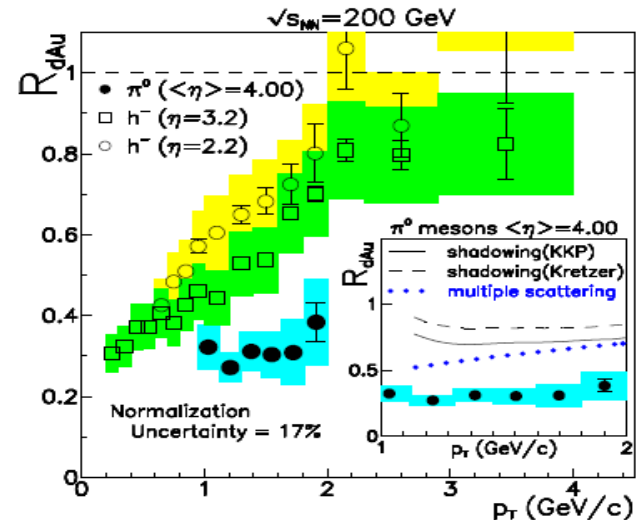 √s_NN=200 GeV
R_dAu
1
0.8
0.6
0.4
0.2
0
● π⁰ (<η>=4.00)
□ h⁻ (η=3.2)
○ h⁻ (η=2.2)
Normalization
Uncertainty = 17%
π⁰ mesons <η>=4.00
shadowing(KKP)
shadowing(Kretzer)
multiple scattering
R_dAu
1
0.5
0
1 2
p_T (GeV/c)
0 1 2 3 4
p_T (GeV/c)